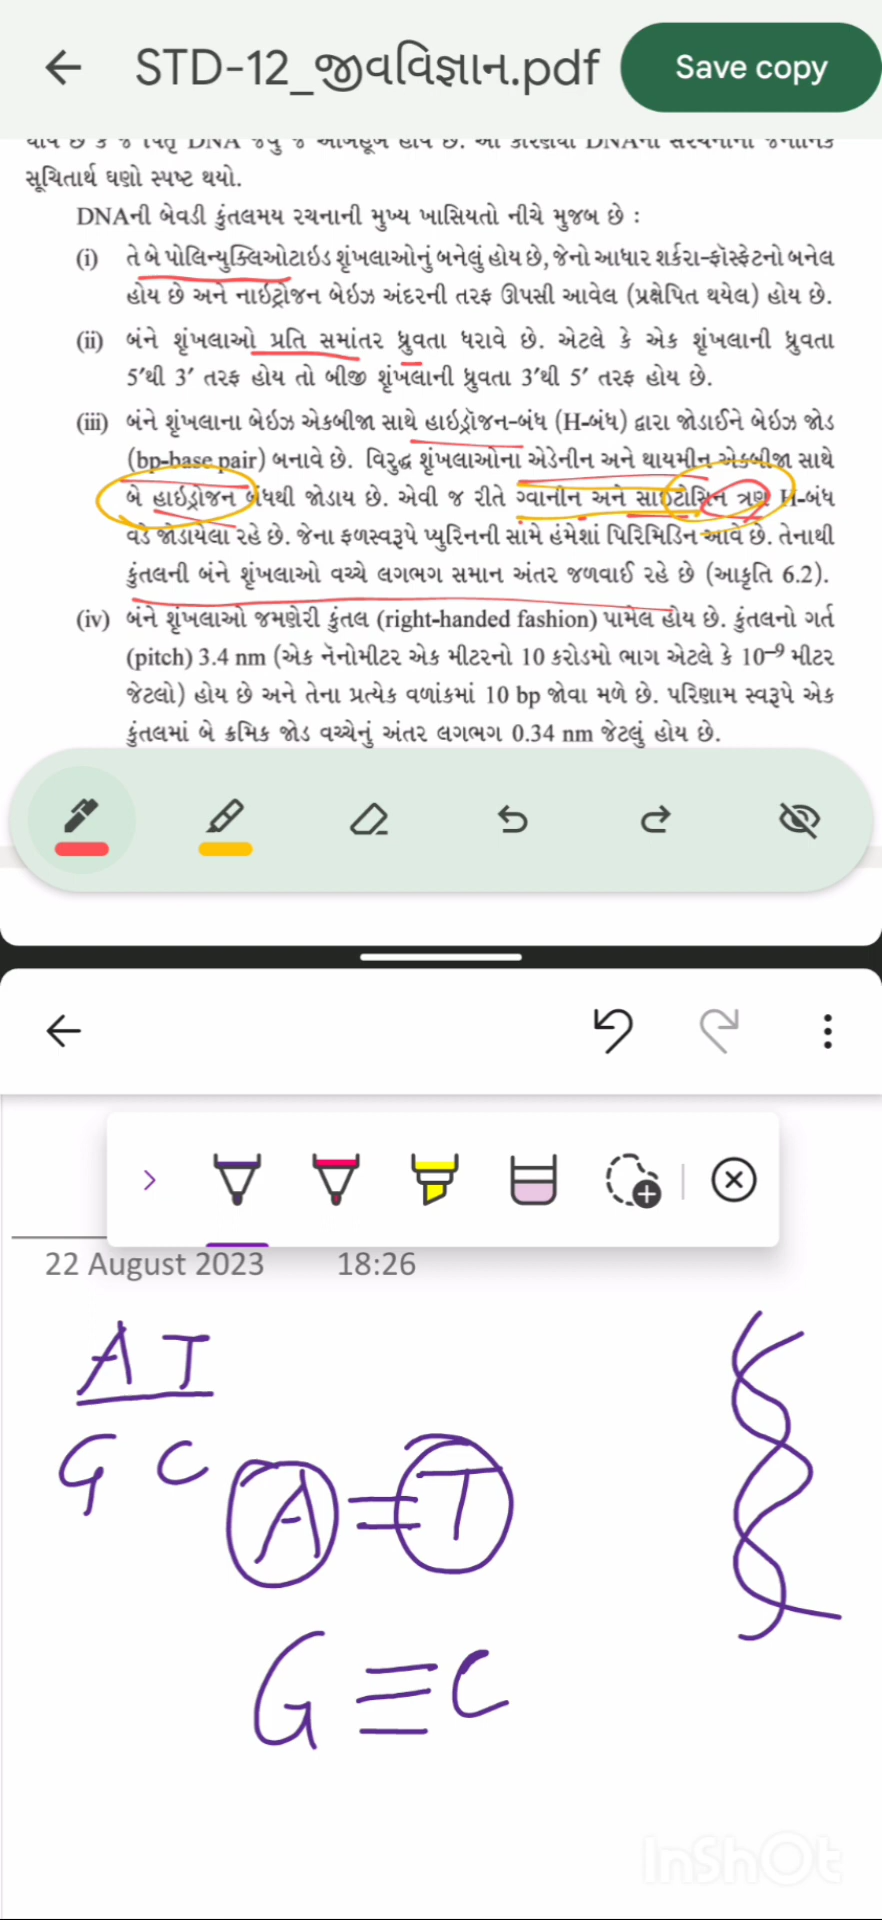 STD-12_જીવવિજ્ઞાન.pdf
Save copy
થાય છે કે જે પિતૃ DNA જેવું જ આબેહૂબ હોય છે. આ કારણથી DNAની સંરચનાની જનીનિક
સૂચિતાર્થ ઘણો સ્પષ્ટ થયો.
DNAની બેવડી કુંતલમય રચનાની મુખ્ય ખાસિયતો નીચે મુજબ છે :
(i) તે બે પોલિન્યુક્લિઓટાઇડ શૃંખલાઓનું બનેલું હોય છે, જેનો આધાર શર્કરા-ફૉસ્ફેટનો બનેલ
હોય છે અને નાઇટ્રોજન બેઇઝ અંદરની તરફ ઊપસી આવેલ (પ્રક્ષેપિત થયેલ) હોય છે.
(ii) બંને શૃંખલાઓ પ્રતિ સમાંતર ધ્રુવતા ધરાવે છે. એટલે કે એક શૃંખલાની ધ્રુવતા
5′થી 3′ તરફ હોય તો બીજી શૃંખલાની ધ્રુવતા 3′થી 5′ તરફ હોય છે.
(iii) બંને શૃંખલાના બેઇઝ એકબીજા સાથે હાઇડ્રૉજન-બંધ (H-બંધ) દ્વારા જોડાઈને બેઇઝ જોડ
(bp-base pair) બનાવે છે. વિરુદ્ધ શૃંખલાઓના એડેનીન અને થાયમીન એકબીજા સાથે
બે હાઇડ્રોજન બંધથી જોડાય છે. એવી જ રીતે ગ્વાનીન અને સાઇટોસિન ત્રણ H-બંધ
વડે જોડાયેલા રહે છે. જેના ફળસ્વરૂપે પ્યુરિનની સામે હંમેશાં પિરિમિડિન આવે છે. તેનાથી
કુંતલની બંને શૃંખલાઓ વચ્ચે લગભગ સમાન અંતર જળવાઈ રહે છે (આકૃતિ 6.2).
(iv) બંને શૃંખલાઓ જમણેરી કુંતલ (right-handed fashion) પામેલ હોય છે. કુંતલનો ગર્ત
(pitch) 3.4 nm (એક નૅનોમીટર એક મીટરનો 10 કરોડમો ભાગ એટલે કે 10⁻⁹ મીટર
જેટલો) હોય છે અને તેના પ્રત્યેક વળાંકમાં 10 bp જોવા મળે છે. પરિણામ સ્વરૂપે એક
કુંતલમાં બે ક્રમિક જોડ વચ્ચેનું અંતર લગભગ 0.34 nm જેટલું હોય છે.
22 August 2023 18:26
A T
G C
A = T
G ≡ C
InShOt